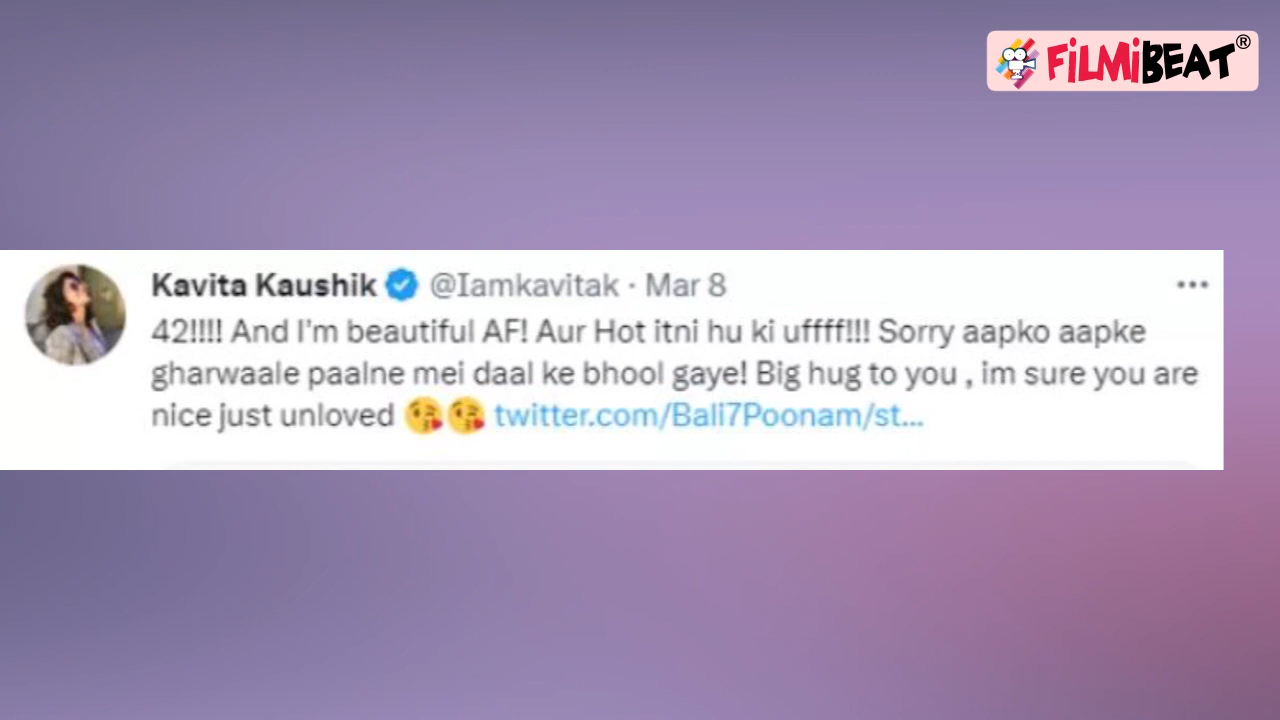 FiLMiBEAT®
Kavita Kaushik @Iamkavitak · Mar 8
42!!!! And I'm beautiful AF! Aur Hot itni hu ki uffff!!! Sorry aapko aapke
gharwaale paalne mei daal ke bhool gaye! Big hug to you , im sure you are
nice just unloved 😘😘 twitter.com/Bali7Poonam/st...